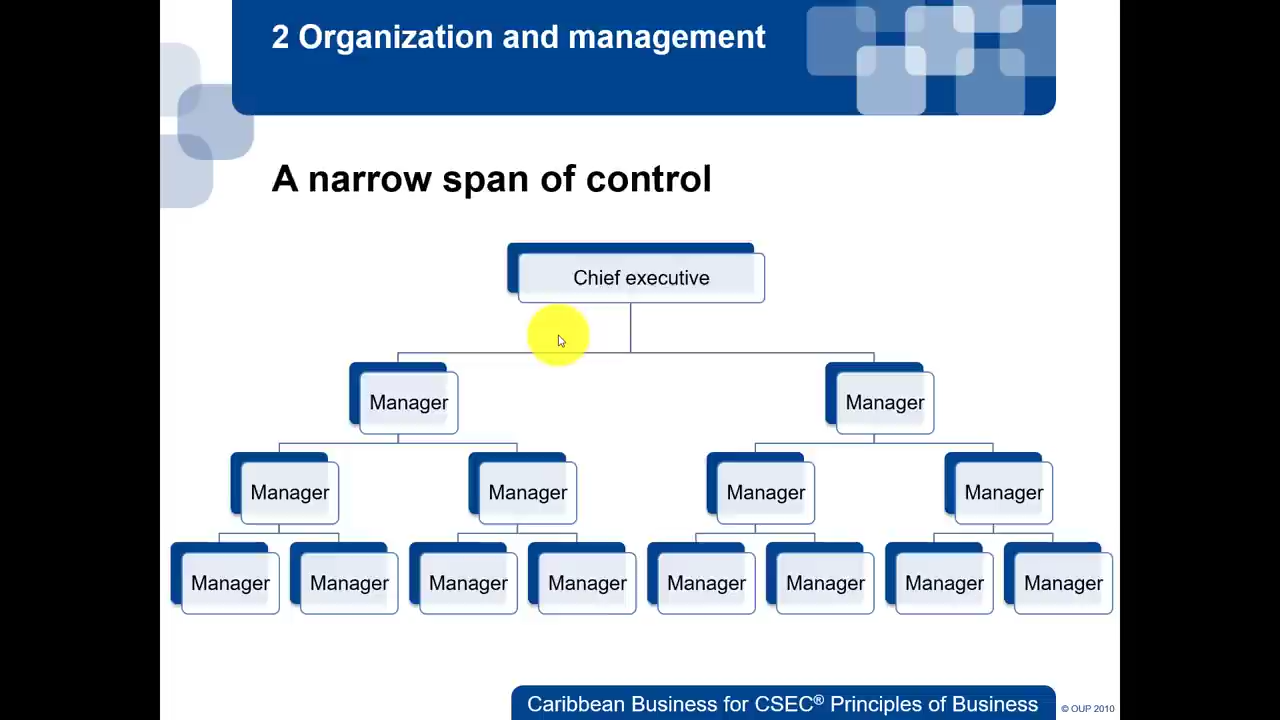 2 Organization and management
A narrow span of control
Chief executive
Manager Manager
Manager Manager Manager Manager
Manager Manager Manager Manager Manager Manager Manager Manager
Caribbean Business for CSEC® Principles of Business
© OUP 2010